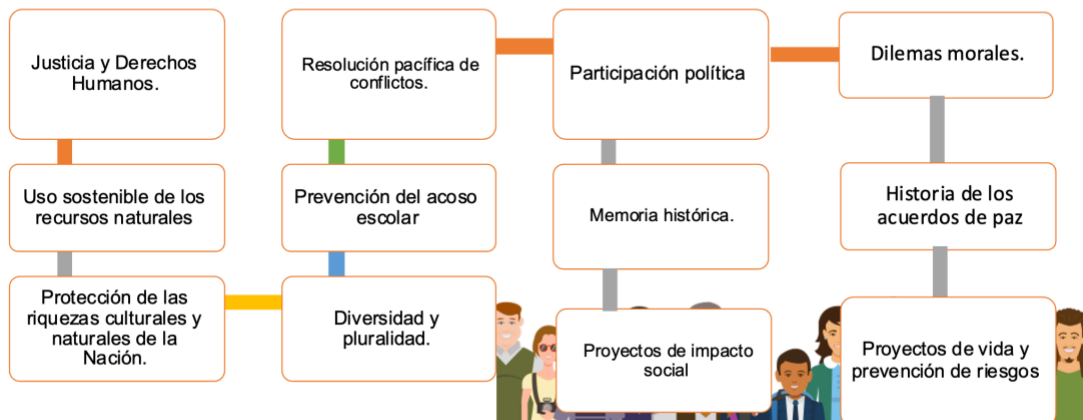 Justicia y Derechos
Humanos.
Uso sostenible de los
recursos naturales
Protección de las
riquezas culturales y
naturales de la
Nación.
Diversidad y
pluralidad.
Prevención del acoso
escolar
Resolución pacífica de
conflictos.
Participación política
Memoria histórica.
Proyectos de impacto
social
Dilemas morales.
Historia de los
acuerdos de paz
Proyectos de vida y
prevención de riesgos